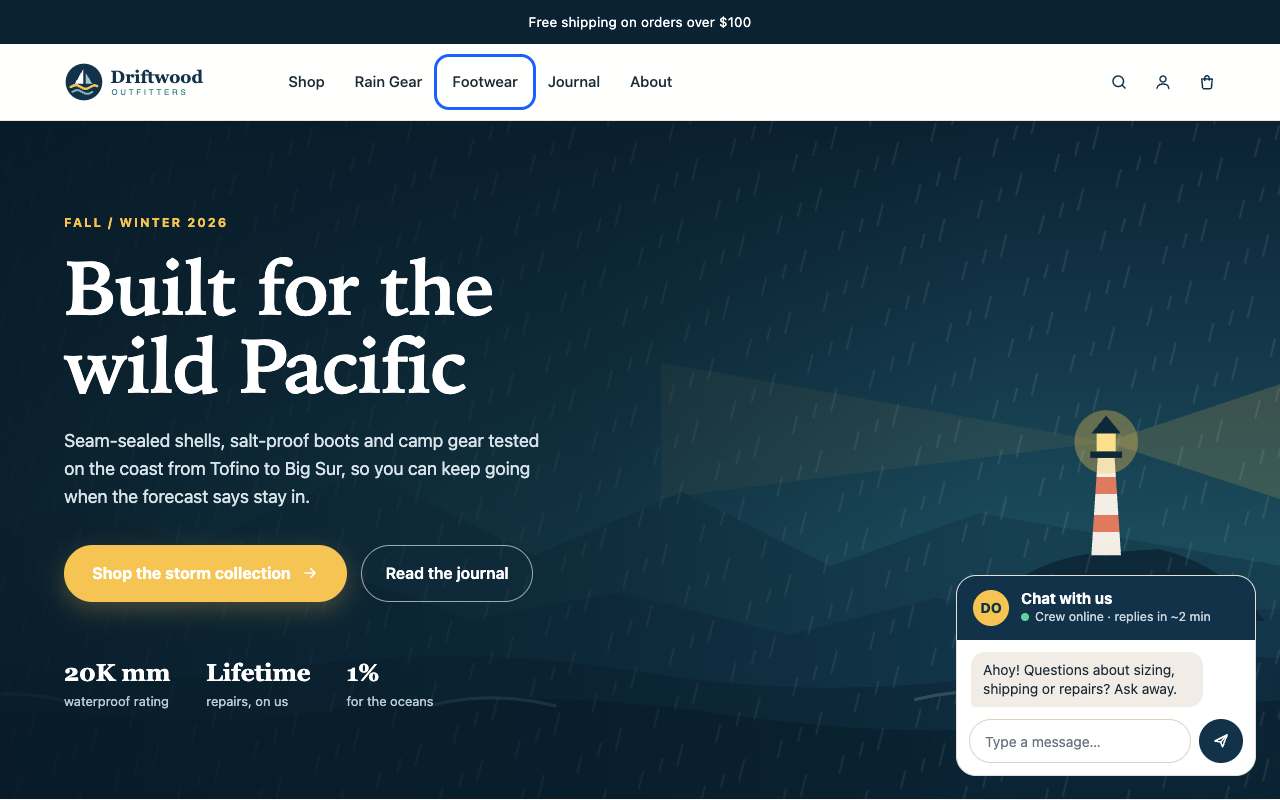 Free shipping on orders over $100
Driftwood
OUTFITTERS
Shop
Rain Gear
Footwear
Journal
About
FALL / WINTER 2026
Built for the
wild Pacific
Seam-sealed shells, salt-proof boots and camp gear tested
on the coast from Tofino to Big Sur, so you can keep going
when the forecast says stay in.
Shop the storm collection →
Read the journal
20K mm
waterproof rating
Lifetime
repairs, on us
1%
for the oceans
DO
Chat with us
Crew online · replies in ~2 min
Ahoy! Questions about sizing,
shipping or repairs? Ask away.
Type a message...